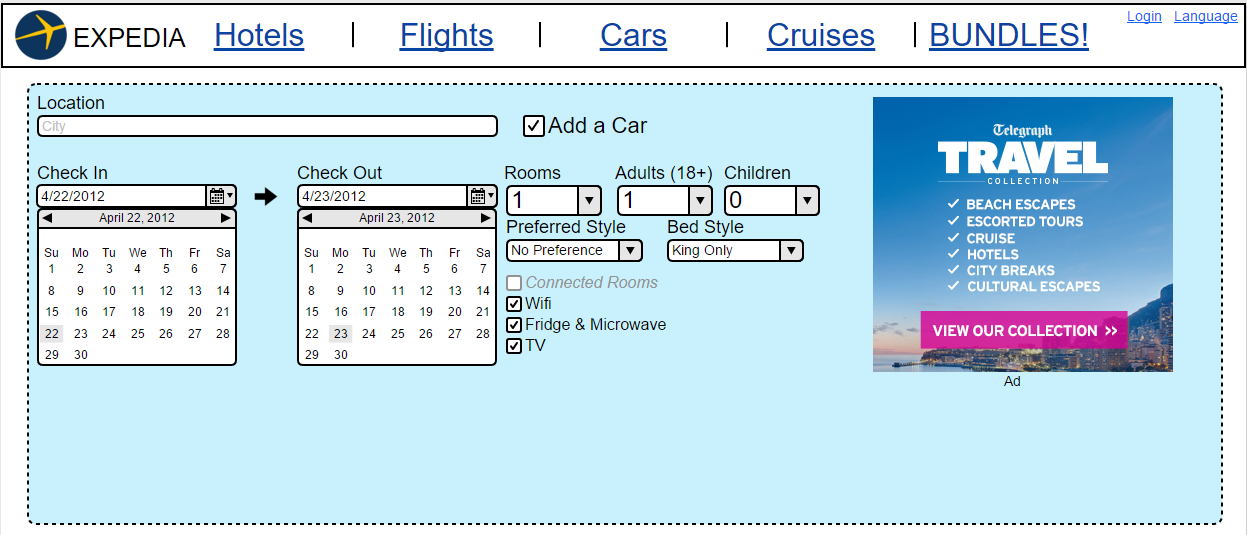 EXPEDIA
Hotels | Flights | Cars | Cruises | BUNDLES!
Login Language
Location
City
Add a Car
Check In
4/22/2012
April 22, 2012
Su Mo Tu We Th Fr Sa
1 2 3 4 5 6 7
8 9 10 11 12 13 14
15 16 17 18 19 20 21
22 23 24 25 26 27 28
29 30
Check Out
4/23/2012
April 23, 2012
Su Mo Tu We Th Fr Sa
1 2 3 4 5 6 7
8 9 10 11 12 13 14
15 16 17 18 19 20 21
22 23 24 25 26 27 28
29 30
Rooms Adults (18+) Children
1 1 0
Preferred Style Bed Style
No Preference King Only
Connected Rooms
Wifi
Fridge & Microwave
TV
Telegraph
TRAVEL
COLLECTION
BEACH ESCAPES
ESCORTED TOURS
CRUISE
HOTELS
CITY BREAKS
CULTURAL ESCAPES
VIEW OUR COLLECTION »
Ad